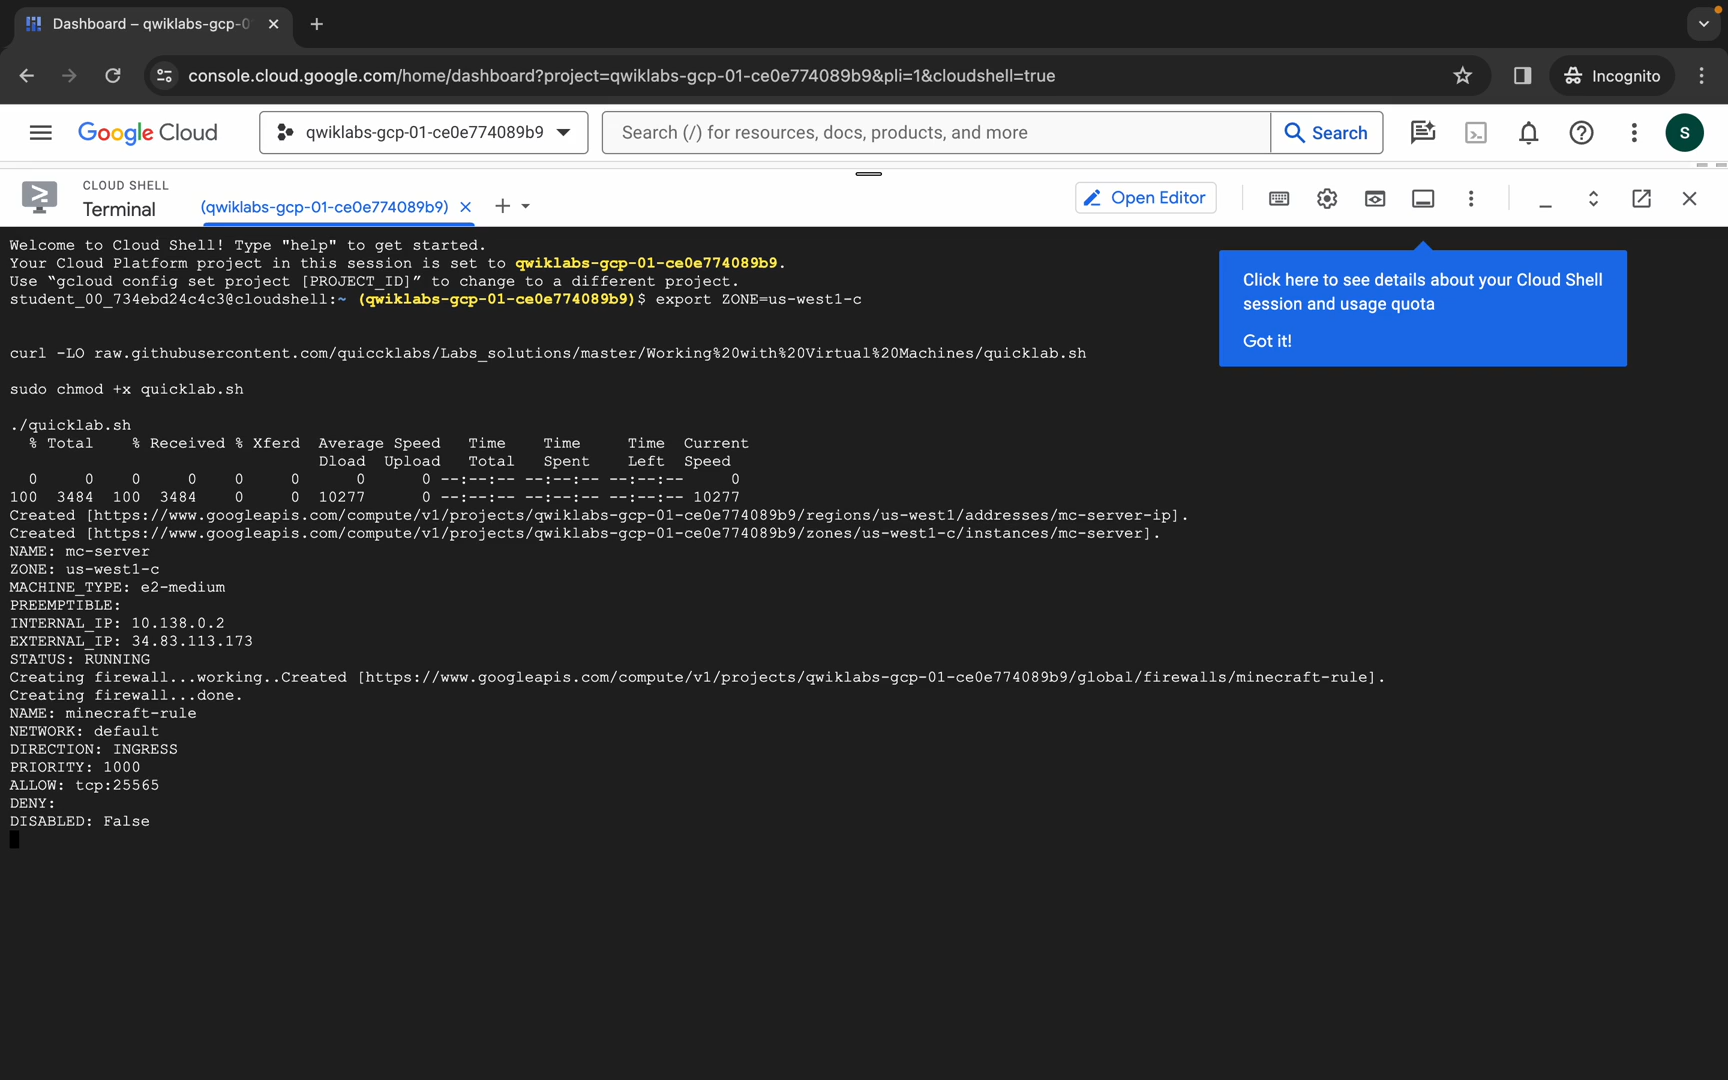 Dashboard – qwiklabs-gcp-0
console.cloud.google.com/home/dashboard?project=qwiklabs-gcp-01-ce0e774089b9&pli=1&cloudshell=true
Incognito
Google Cloud
qwiklabs-gcp-01-ce0e774089b9
Search (/) for resources, docs, products, and more
Search
S
CLOUD SHELL
Terminal
(qwiklabs-gcp-01-ce0e774089b9)
Open Editor
Welcome to Cloud Shell! Type "help" to get started.
Your Cloud Platform project in this session is set to qwiklabs-gcp-01-ce0e774089b9.
Use “gcloud config set project [PROJECT_ID]” to change to a different project.
student_00_734ebd24c4c3@cloudshell:~ (qwiklabs-gcp-01-ce0e774089b9)$ export ZONE=us-west1-c
Click here to see details about your Cloud Shell
session and usage quota
Got it!
curl -LO raw.githubusercontent.com/quiccklabs/Labs_solutions/master/Working%20with%20Virtual%20Machines/quicklab.sh
sudo chmod +x quicklab.sh
./quicklab.sh
% Total % Received % Xferd Average Speed Time Time Time Current
Dload Upload Total Spent Left Speed
0 0 0 0 0 0 0 0 --:--:-- --:--:-- --:--:-- 0
100 3484 100 3484 0 0 10277 0 --:--:-- --:--:-- --:--:-- 10277
Created [https://www.googleapis.com/compute/v1/projects/qwiklabs-gcp-01-ce0e774089b9/regions/us-west1/addresses/mc-server-ip].
Created [https://www.googleapis.com/compute/v1/projects/qwiklabs-gcp-01-ce0e774089b9/zones/us-west1-c/instances/mc-server].
NAME: mc-server
ZONE: us-west1-c
MACHINE_TYPE: e2-medium
PREEMPTIBLE:
INTERNAL_IP: 10.138.0.2
EXTERNAL_IP: 34.83.113.173
STATUS: RUNNING
Creating firewall...working..Created [https://www.googleapis.com/compute/v1/projects/qwiklabs-gcp-01-ce0e774089b9/global/firewalls/minecraft-rule].
Creating firewall...done.
NAME: minecraft-rule
NETWORK: default
DIRECTION: INGRESS
PRIORITY: 1000
ALLOW: tcp:25565
DENY:
DISABLED: False